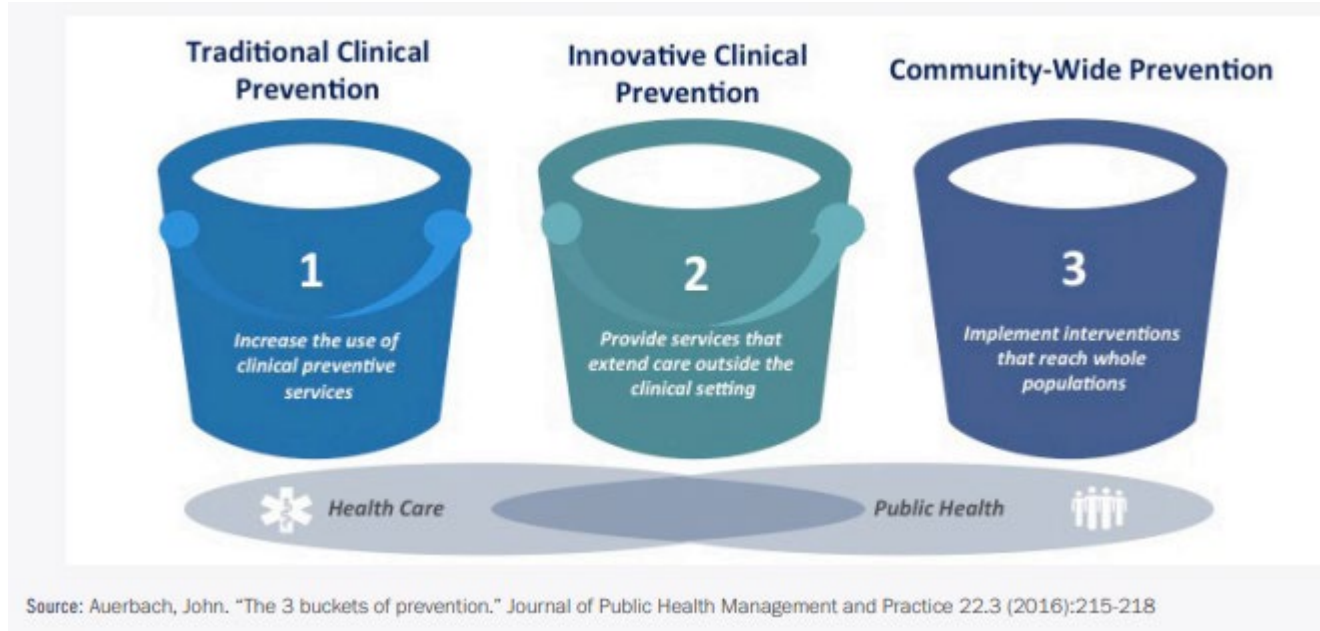 Traditional Clinical
Prevention
Innovative Clinical
Prevention
Community-Wide Prevention
1
Increase the use of
clinical preventive
services
2
Provide services that
extend care outside the
clinical setting
3
Implement interventions
that reach whole
populations
Health Care
Public Health
Source: Auerbach, John. “The 3 buckets of prevention.” Journal of Public Health Management and Practice 22.3 (2016):215-218